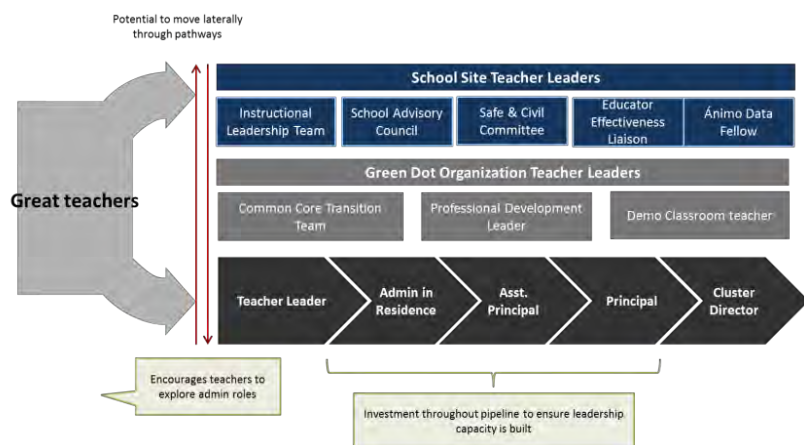 Potential to move laterally
through pathways
School Site Teacher Leaders
Instructional
Leadership Team
School Advisory
Council
Safe & Civil
Committee
Educator
Effectiveness
Liaison
Ánimo Data
Fellow
Green Dot Organization Teacher Leaders
Great teachers
Common Core Transition
Team
Professional Development
Leader
Demo Classroom teacher
Teacher Leader
Admin in
Residence
Asst.
Principal
Principal
Cluster
Director
Encourages teachers to
explore admin roles
Investment throughout pipeline to ensure leadership
capacity is built